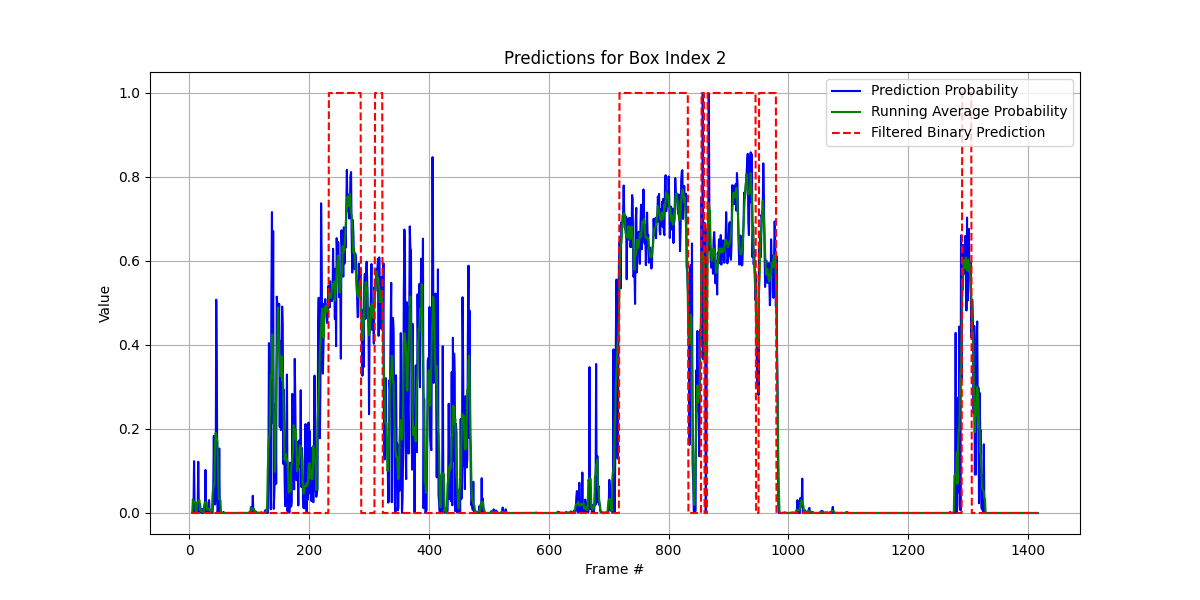 Predictions for Box Index 2
Prediction Probability
Running Average Probability
Filtered Binary Prediction
Value
1.0
0.8
0.6
0.4
0.2
0.0
0 200 400 600 800 1000 1200 1400
Frame #